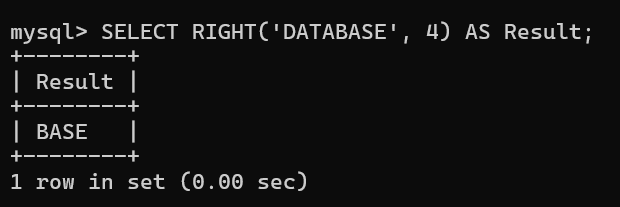 mysql> SELECT RIGHT('DATABASE', 4) AS Result;
+--------+
| Result |
+--------+
| BASE   |
+--------+
1 row in set (0.00 sec)